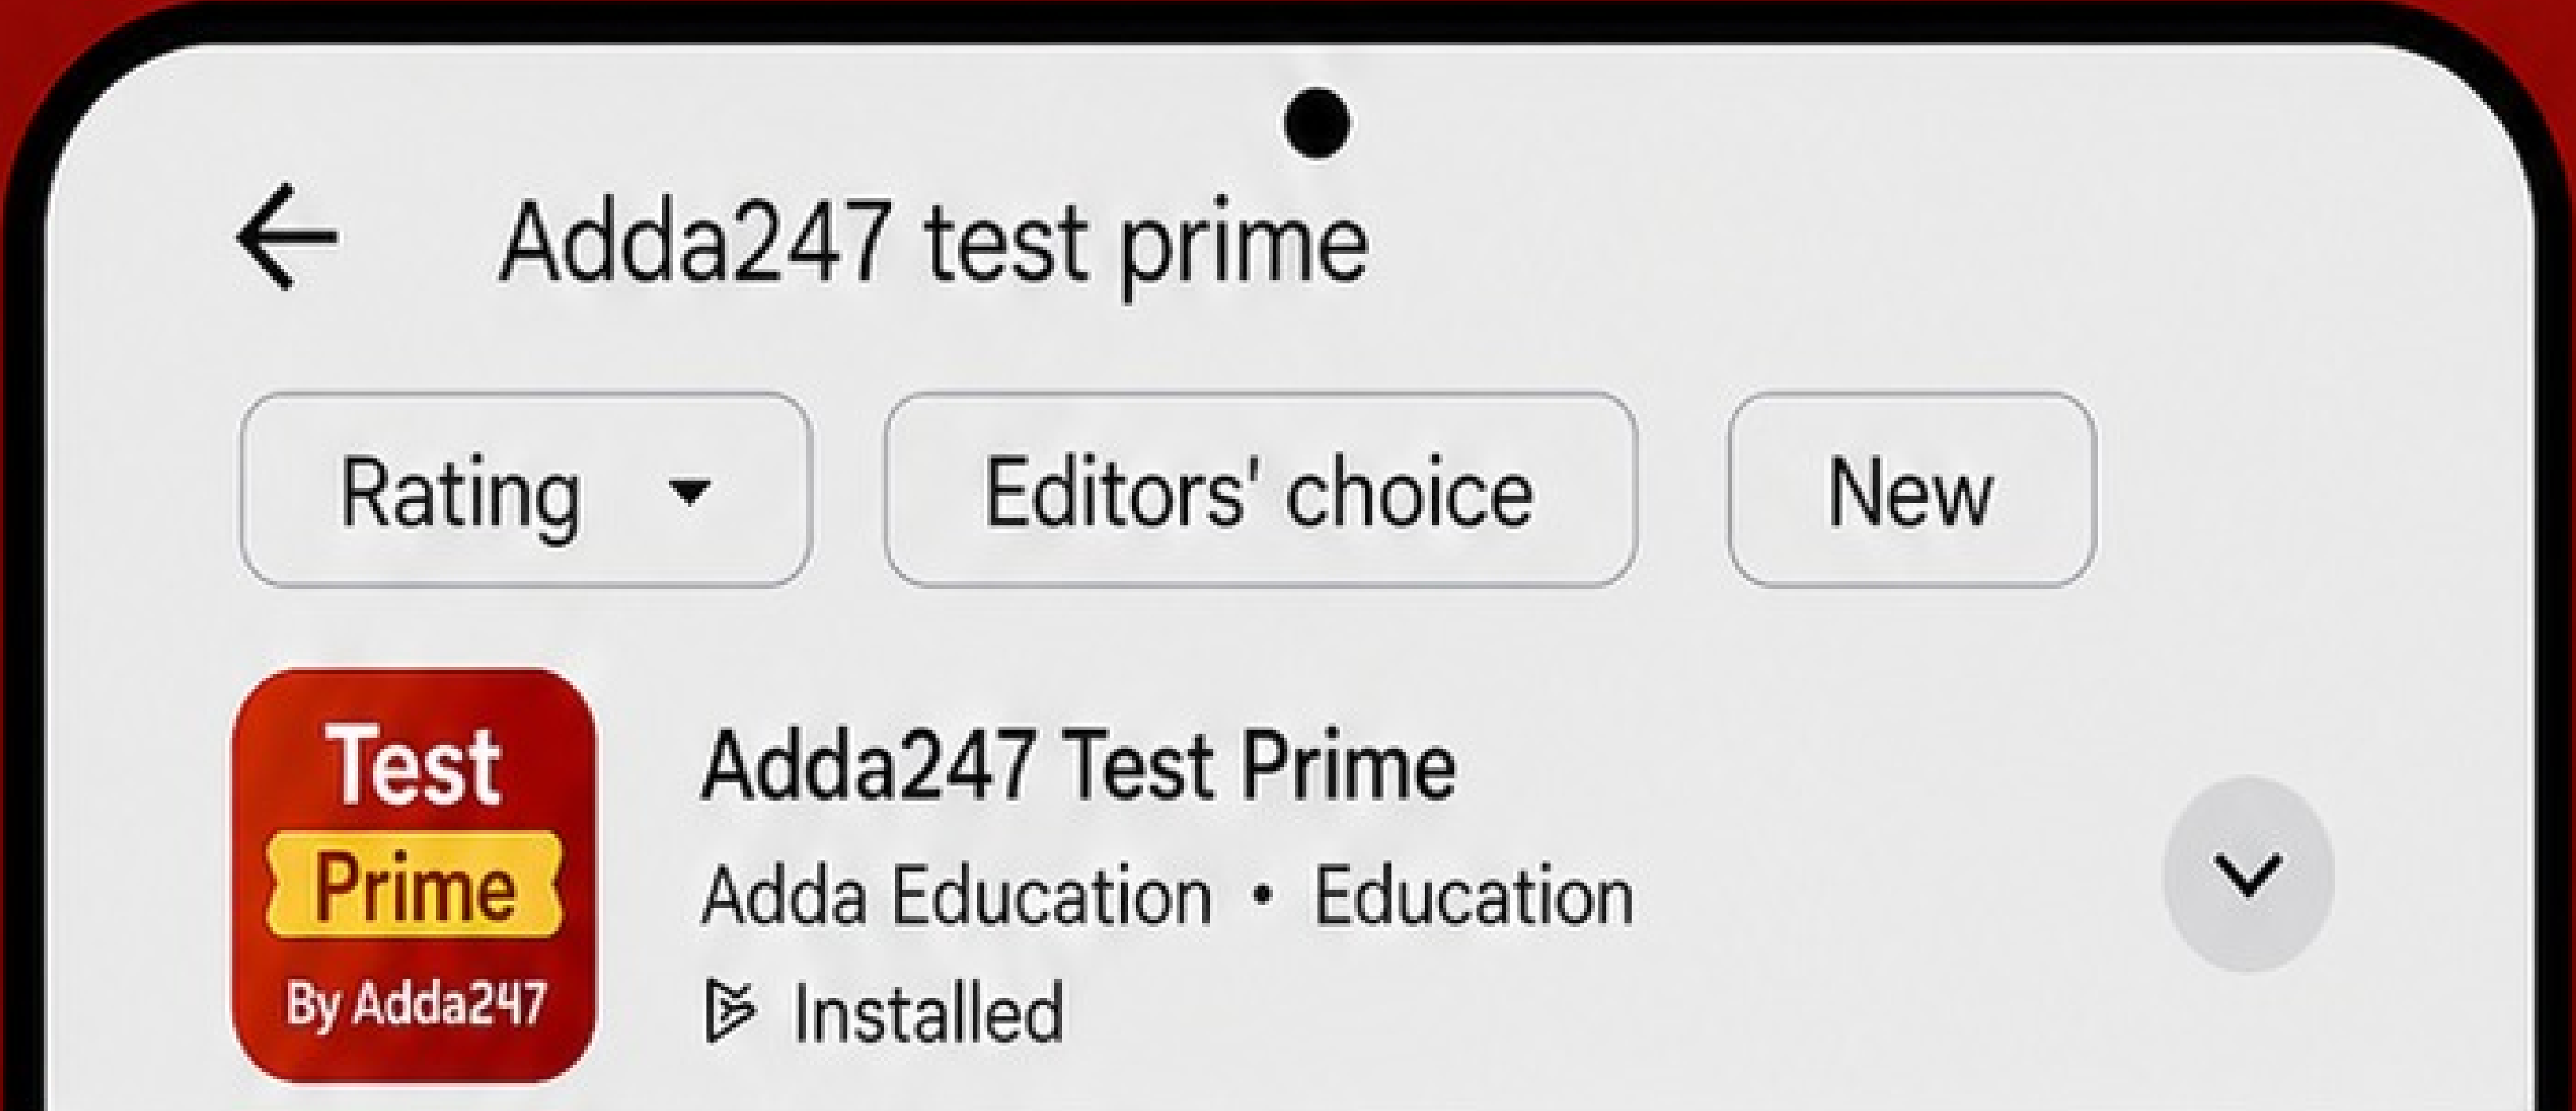 Adda247 test prime
Rating
Editors' choice
New
Test
Prime
By Adda247
Adda247 Test Prime
Adda Education • Education
Installed